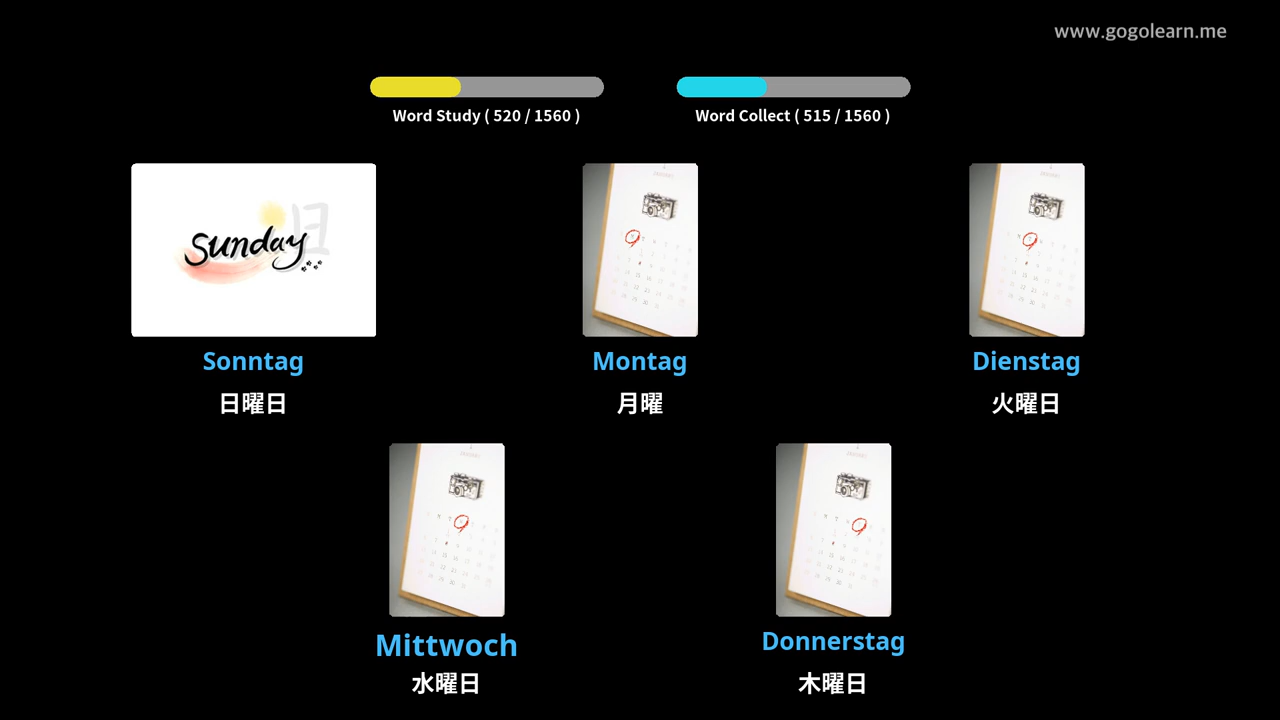 www.gogolearn.me
Word Study ( 520 / 1560 )
Word Collect ( 515 / 1560 )
Sunday
日
Sonntag
日曜日
Montag
月曜
Dienstag
火曜日
Mittwoch
水曜日
Donnerstag
木曜日